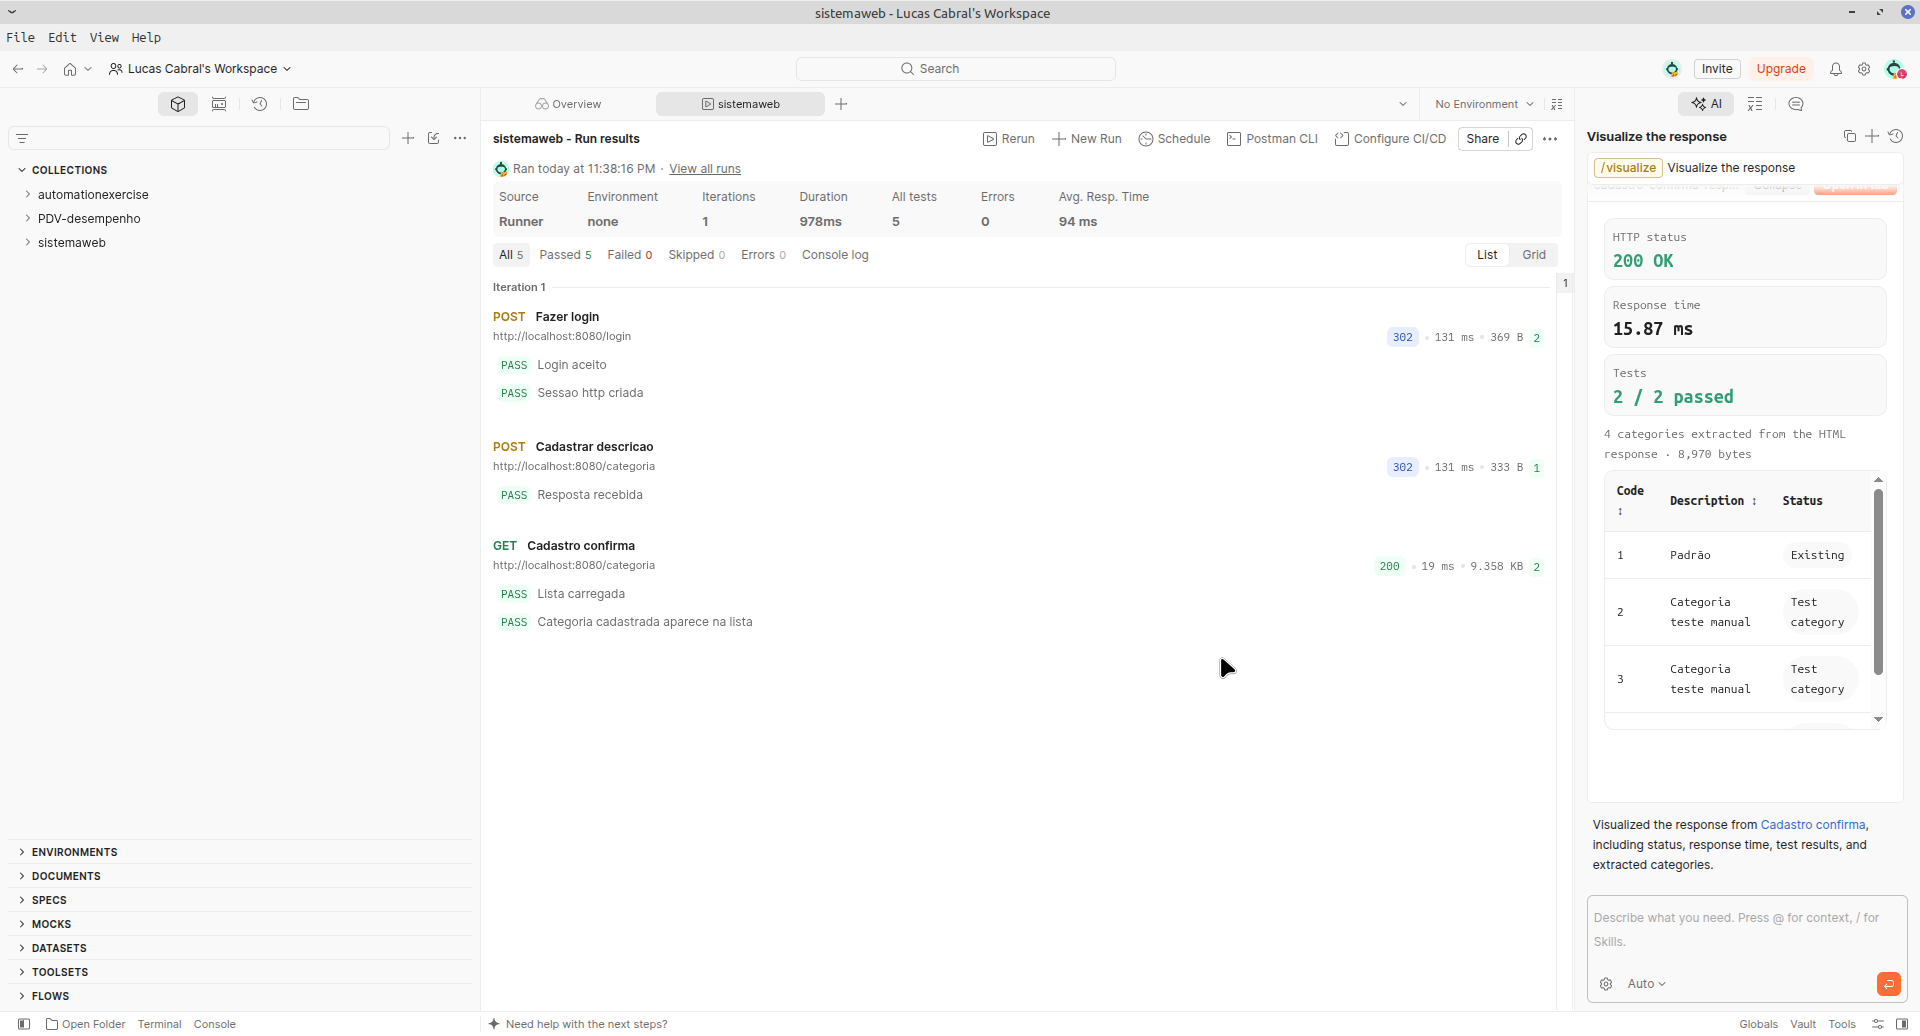 sistemaweb - Lucas Cabral's Workspace
File Edit View Help
Lucas Cabral's Workspace
Search
Invite
Upgrade
Overview
sistemaweb
No Environment
AI
COLLECTIONS
automationexercise
PDV-desempenho
sistemaweb
ENVIRONMENTS
DOCUMENTS
SPECS
MOCKS
DATASETS
TOOLSETS
FLOWS
sistemaweb - Run results
Rerun New Run Schedule Postman CLI Configure CI/CD Share
Ran today at 11:38:16 PM · View all runs
Source Environment Iterations Duration All tests Errors Avg. Resp. Time
Runner none 1 978ms 5 0 94 ms
All 5 Passed 5 Failed 0 Skipped 0 Errors 0 Console log List Grid
Iteration 1
1
POST Fazer login
http://localhost:8080/login 302 • 131 ms • 369 B 2
PASS Login aceito
PASS Sessao http criada
POST Cadastrar descricao
http://localhost:8080/categoria 302 • 131 ms • 333 B 1
PASS Resposta recebida
GET Cadastro confirma
http://localhost:8080/categoria 200 • 19 ms • 9.358 KB 2
PASS Lista carregada
PASS Categoria cadastrada aparece na lista
Visualize the response
/visualize Visualize the response
HTTP status
200 OK
Response time
15.87 ms
Tests
2 / 2 passed
4 categories extracted from the HTML
response · 8,970 bytes
Code ↕ Description ↕ Status
1 Padrão Existing
2 Categoria teste manual Test category
3 Categoria teste manual Test category
Visualized the response from Cadastro confirma,
including status, response time, test results, and
extracted categories.
Describe what you need. Press @ for context, / for
Skills.
Auto
Open Folder Terminal Console
Need help with the next steps?
Globals Vault Tools